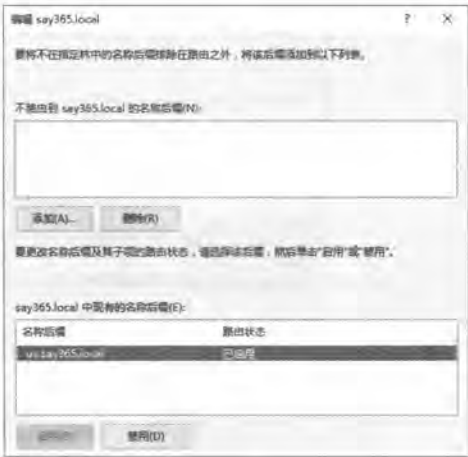 编辑 say365.local
? ×
要将不在指定林中的名称后缀排除在路由之外，将该后缀添加到以下列表。
不路由到 say365.local 的名称后缀(N):
添加(A)... 删除(R)
要更改名称后缀及其子项的路由状态，请选择该后缀，然后单击"启用"或"禁用"。
say365.local 中现有的名称后缀(E):
名称后缀 路由状态
*.say365.local 已启用
禁用(D)